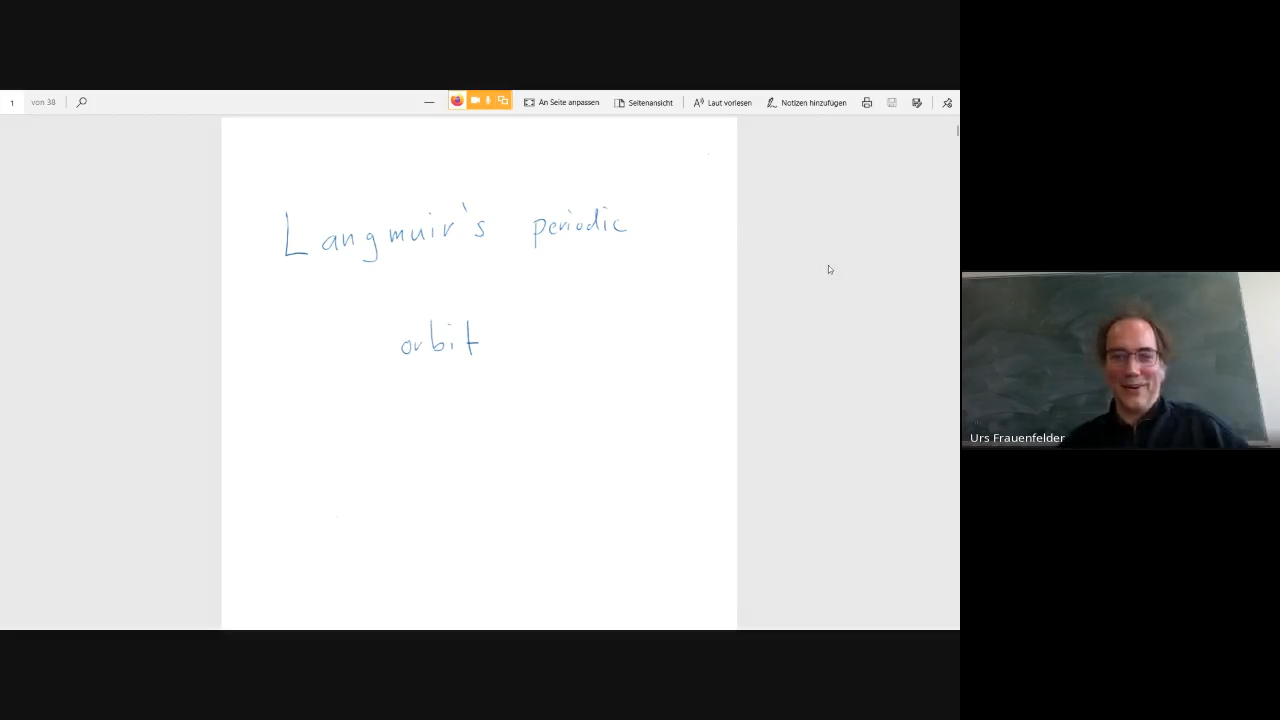 1 von 38 An Seite anpassen Seitenansicht Laut vorlesen Notizen hinzufügen
Langmuir's periodic
orbit
Urs Frauenfelder